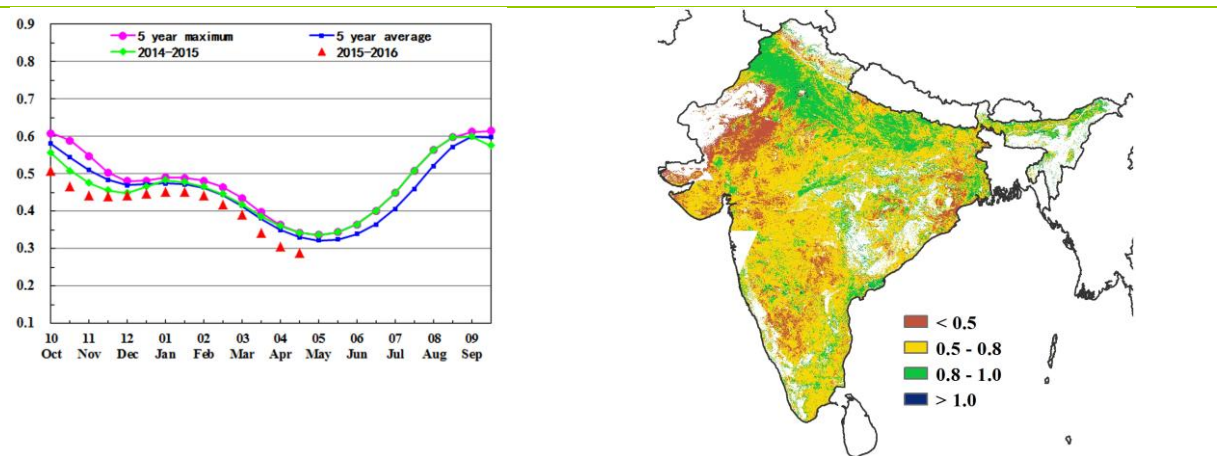 0.9
0.8
0.7
0.6
0.5
0.4
0.3
0.2
0.1
5 year maximum
5 year average
2014-2015
2015-2016
10 11 12 01 02 03 04 05 06 07 08 09
Oct Nov Dec Jan Feb Mar Apr May Jun Jul Aug Sep
< 0.5
0.5 - 0.8
0.8 - 1.0
> 1.0